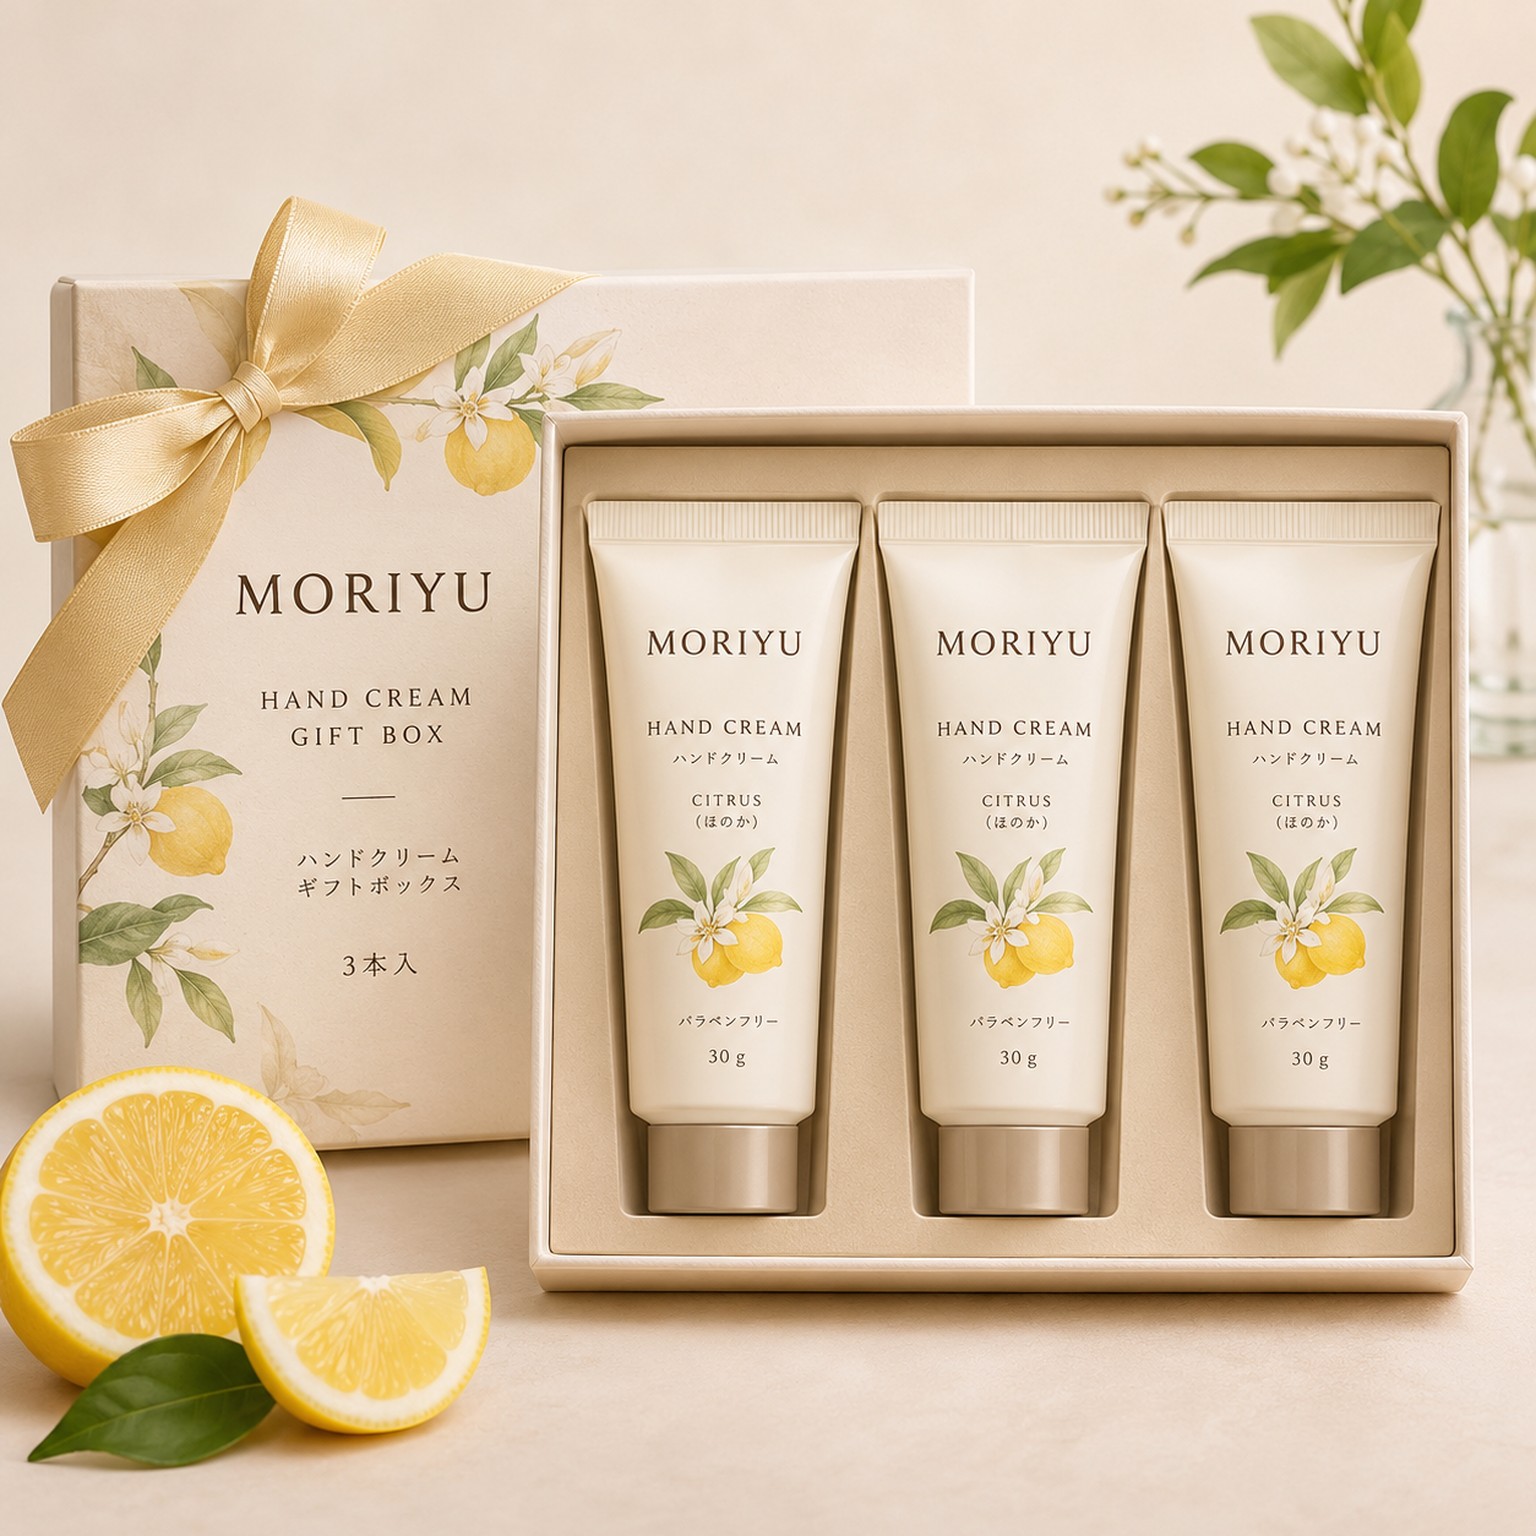 MORIYU
HAND CREAM
GIFT BOX
ハンドクリーム
ギフトボックス
3本入
MORIYU
HAND CREAM
ハンドクリーム
CITRUS
(ほのか)
パラベンフリー
30 g
MORIYU
HAND CREAM
ハンドクリーム
CITRUS
(ほのか)
パラベンフリー
30 g
MORIYU
HAND CREAM
ハンドクリーム
CITRUS
(ほのか)
パラベンフリー
30 g